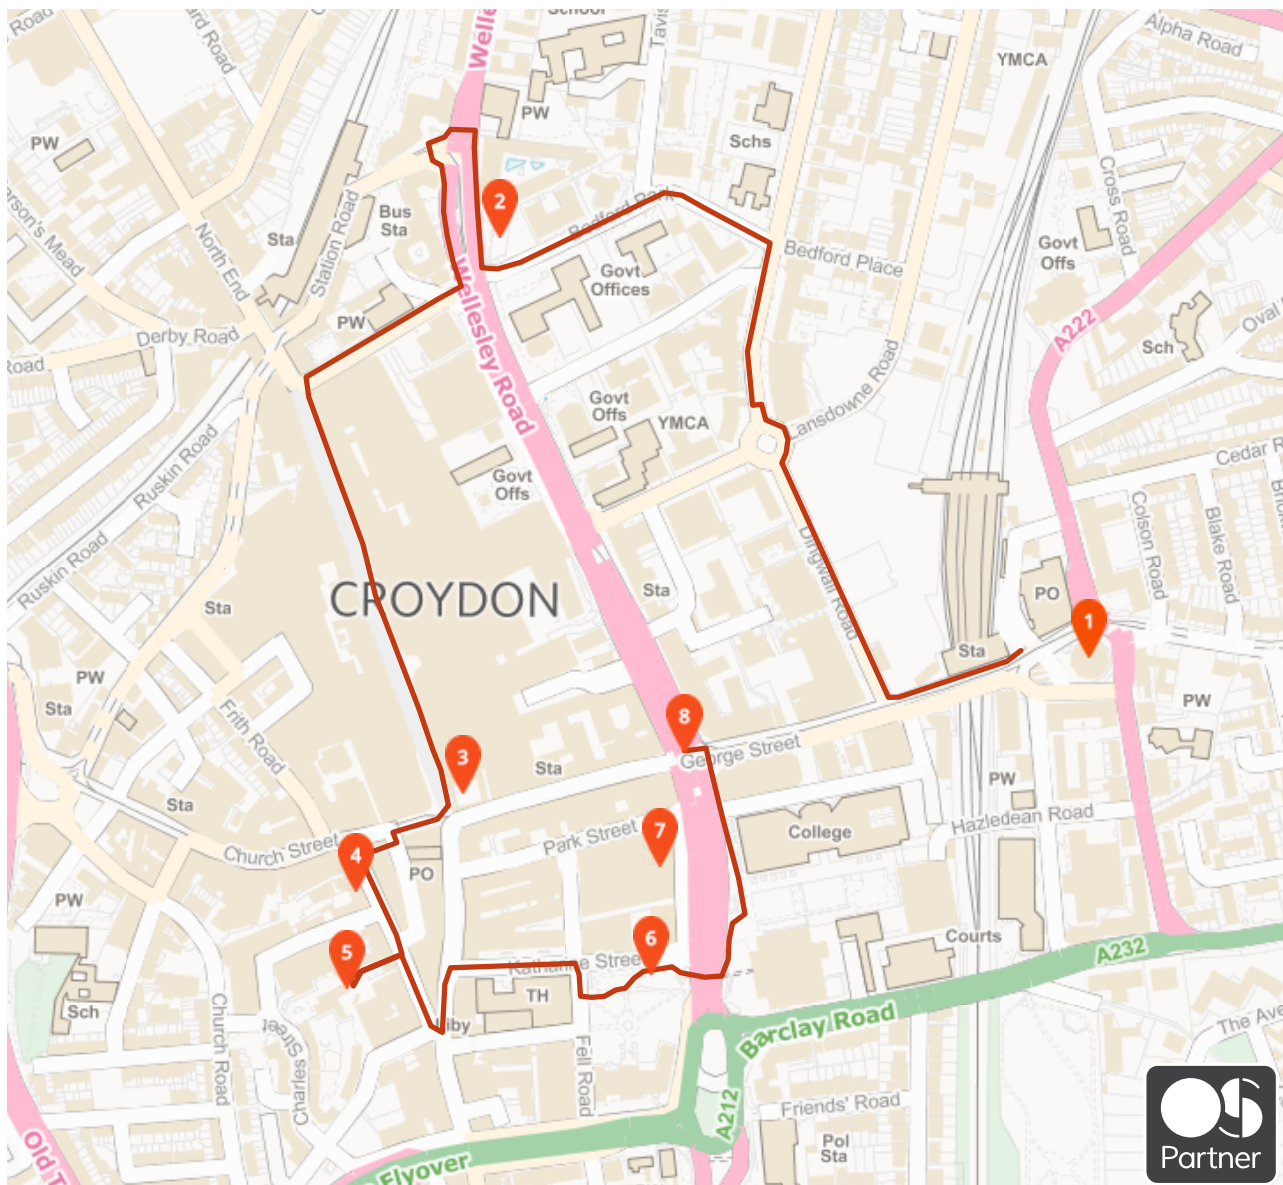 School
Alpha Road
YMCA
PW
PW
Schs
Cross Road
Bus
Sta
Station Road
Sta
North End
2
Bedford Park
Bedford Place
Govt
Offices
Govt
Offs
PW
Derby Road
Road
Wellesley Road
A222
Sch
Lansdowne Road
Govt
Offs
YMCA
Govt
Offs
Ruskin Road
Ruskin Road
Colson Road
Blake Road
Dingwall Road
CROYDON
Sta
Sta
PO
1
Sta
PW
Sta
PW
Frith Road
8
George Street
3
Sta
PW
Sta
Park Street
7
College
Hazledean Road
Church Street
4
PO
PW
5
6
Katharine Street
Courts
A232
Sch
TH
Church Road
Charles Street
Fell Road
Barclay Road
A212
Friends' Road
Pol
Sta
Flyover
The Ave
OS
Partner